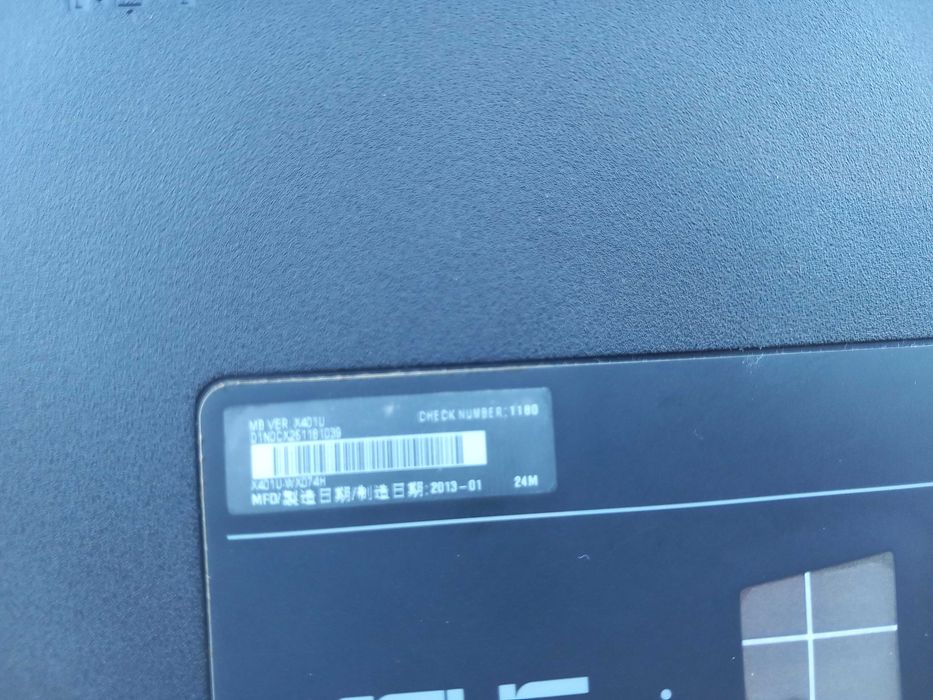 MB VER. X401U
CHECK NUMBER: 1180
D1N0CX261181039
X401U-WX074H
MFD/製造日期/制造日期: 2013-01
24M